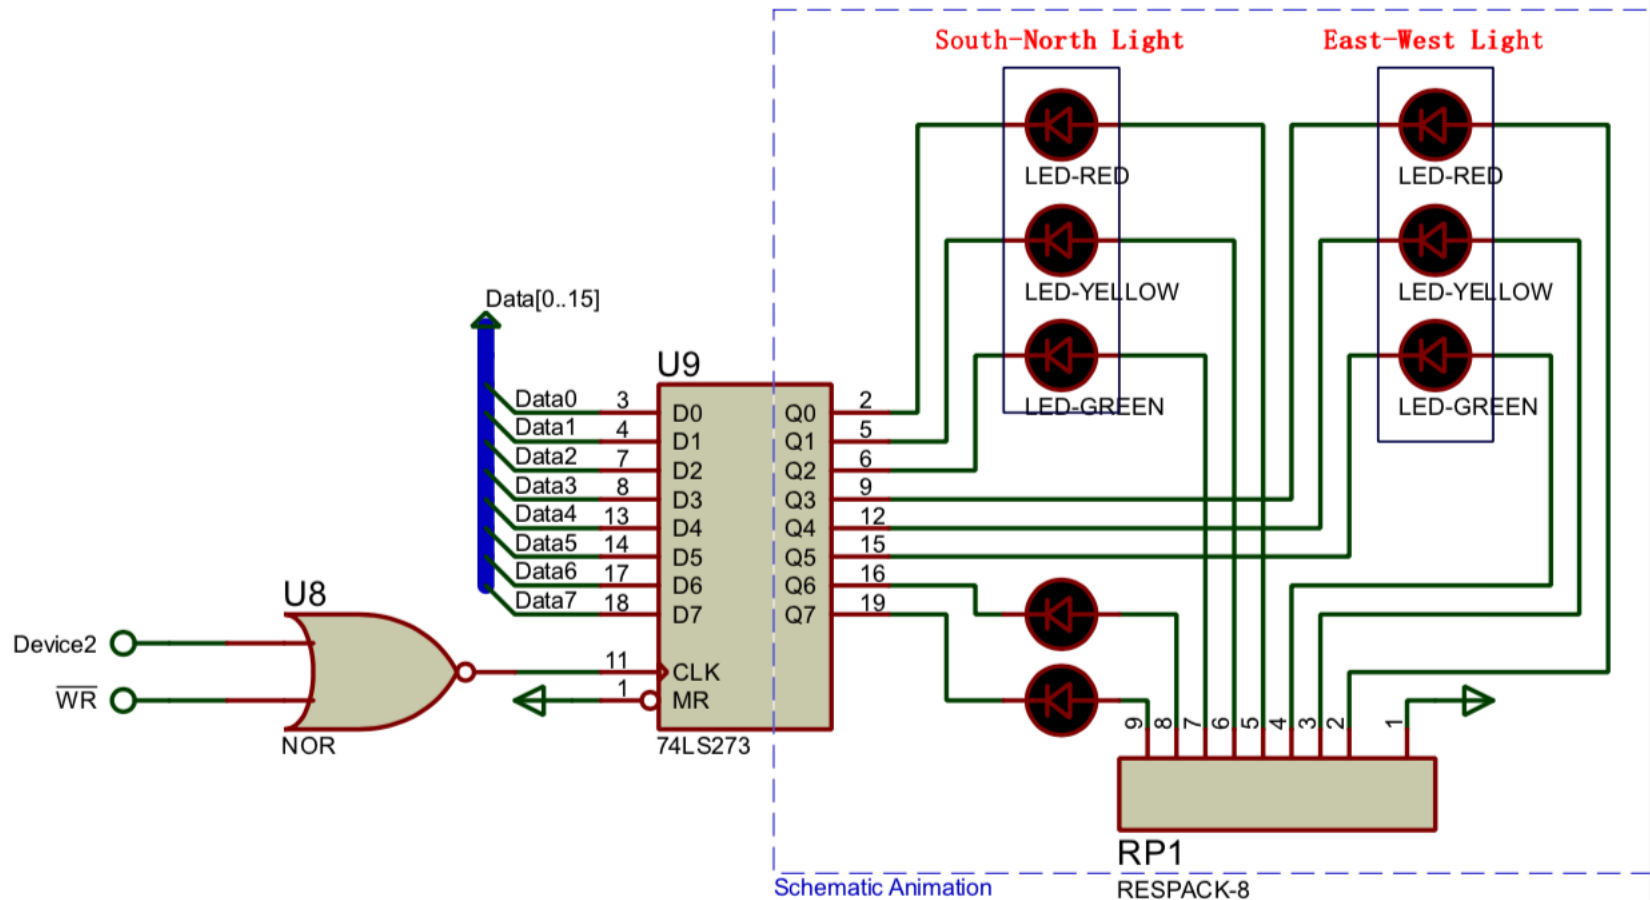 South-North Light
East-West Light
LED-RED
LED-RED
LED-YELLOW
LED-YELLOW
LED-GREEN
LED-GREEN
Data[0..15]
U9
Data0 3 D0 Q0 2
Data1 4 D1 Q1 5
Data2 7 D2 Q2 6
Data3 8 D3 Q3 9
Data4 13 D4 Q4 12
Data5 14 D5 Q5 15
Data6 17 D6 Q6 16
Data7 18 D7 Q7 19
U8
Device2
WR
NOR
11 CLK
1 MR
74LS273
9 8 7 6 5 4 3 2 1
RP1
RESPACK-8
Schematic Animation